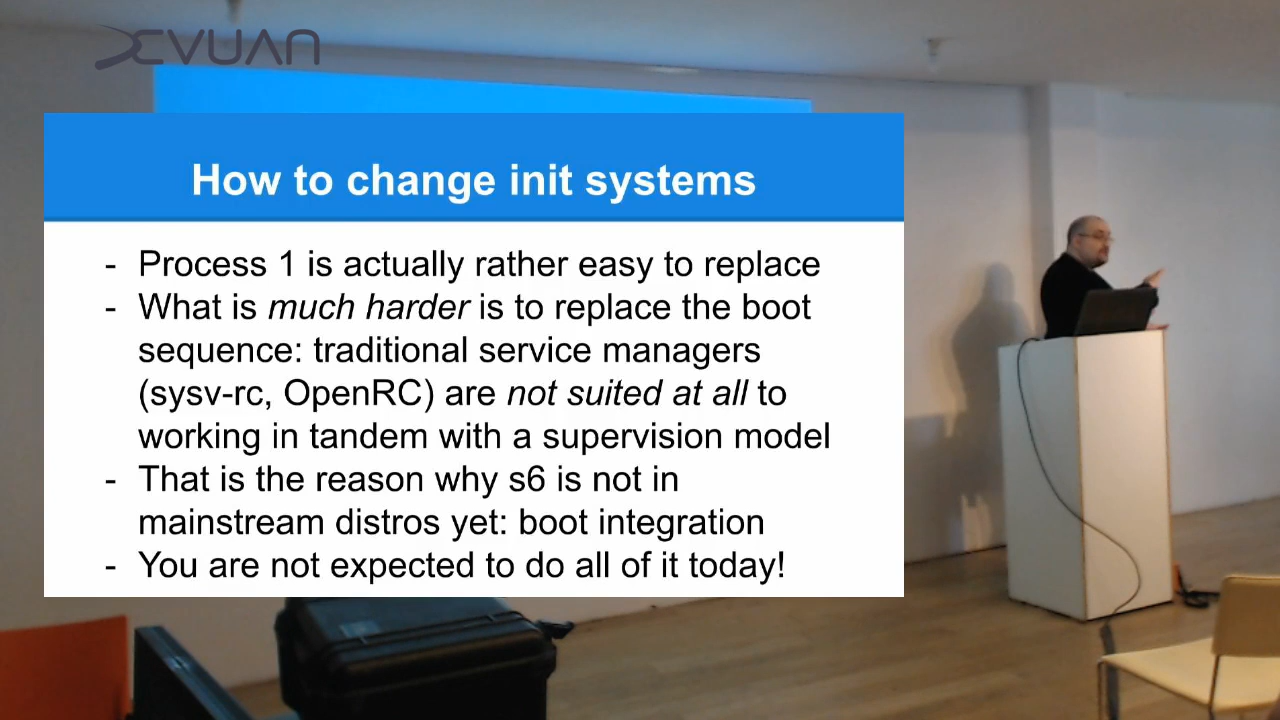 DEVUAN
How to change init systems
- Process 1 is actually rather easy to replace
- What is much harder is to replace the boot
sequence: traditional service managers
(sysv-rc, OpenRC) are not suited at all to
working in tandem with a supervision model
- That is the reason why s6 is not in
mainstream distros yet: boot integration
- You are not expected to do all of it today!